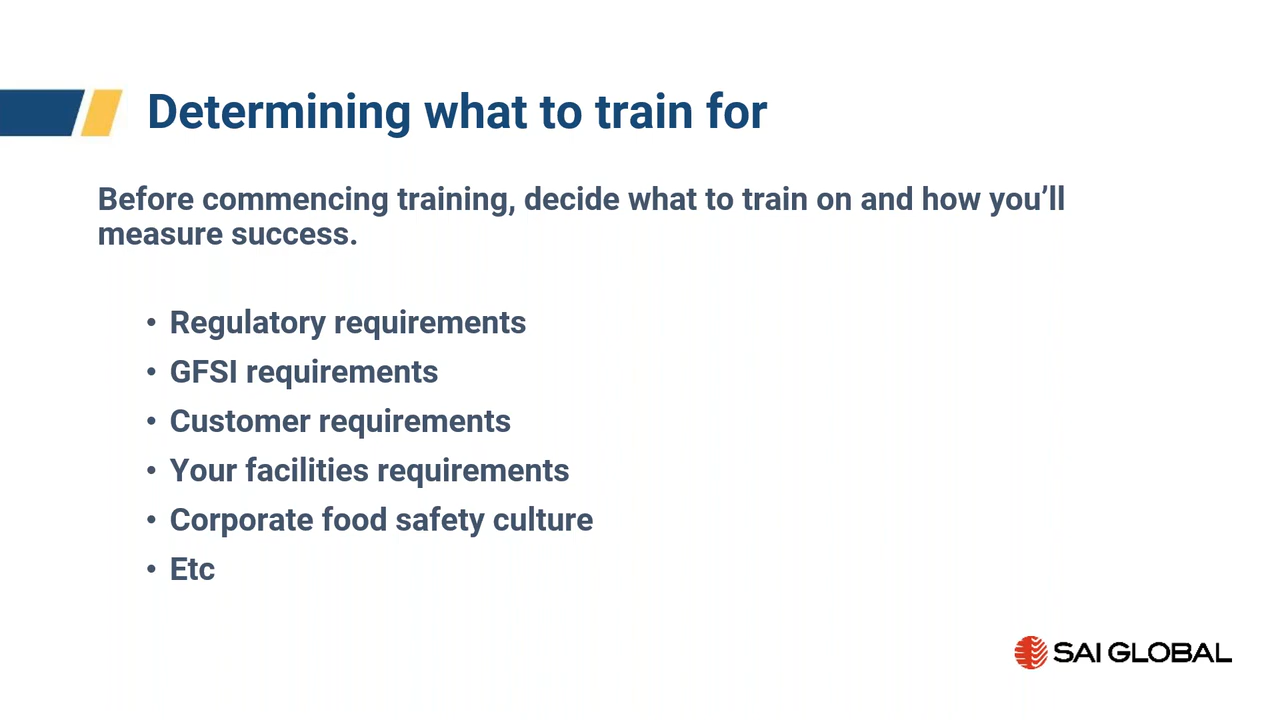 Determining what to train for
Before commencing training, decide what to train on and how you’ll
measure success.
• Regulatory requirements
• GFSI requirements
• Customer requirements
• Your facilities requirements
• Corporate food safety culture
• Etc
SAI GLOBAL